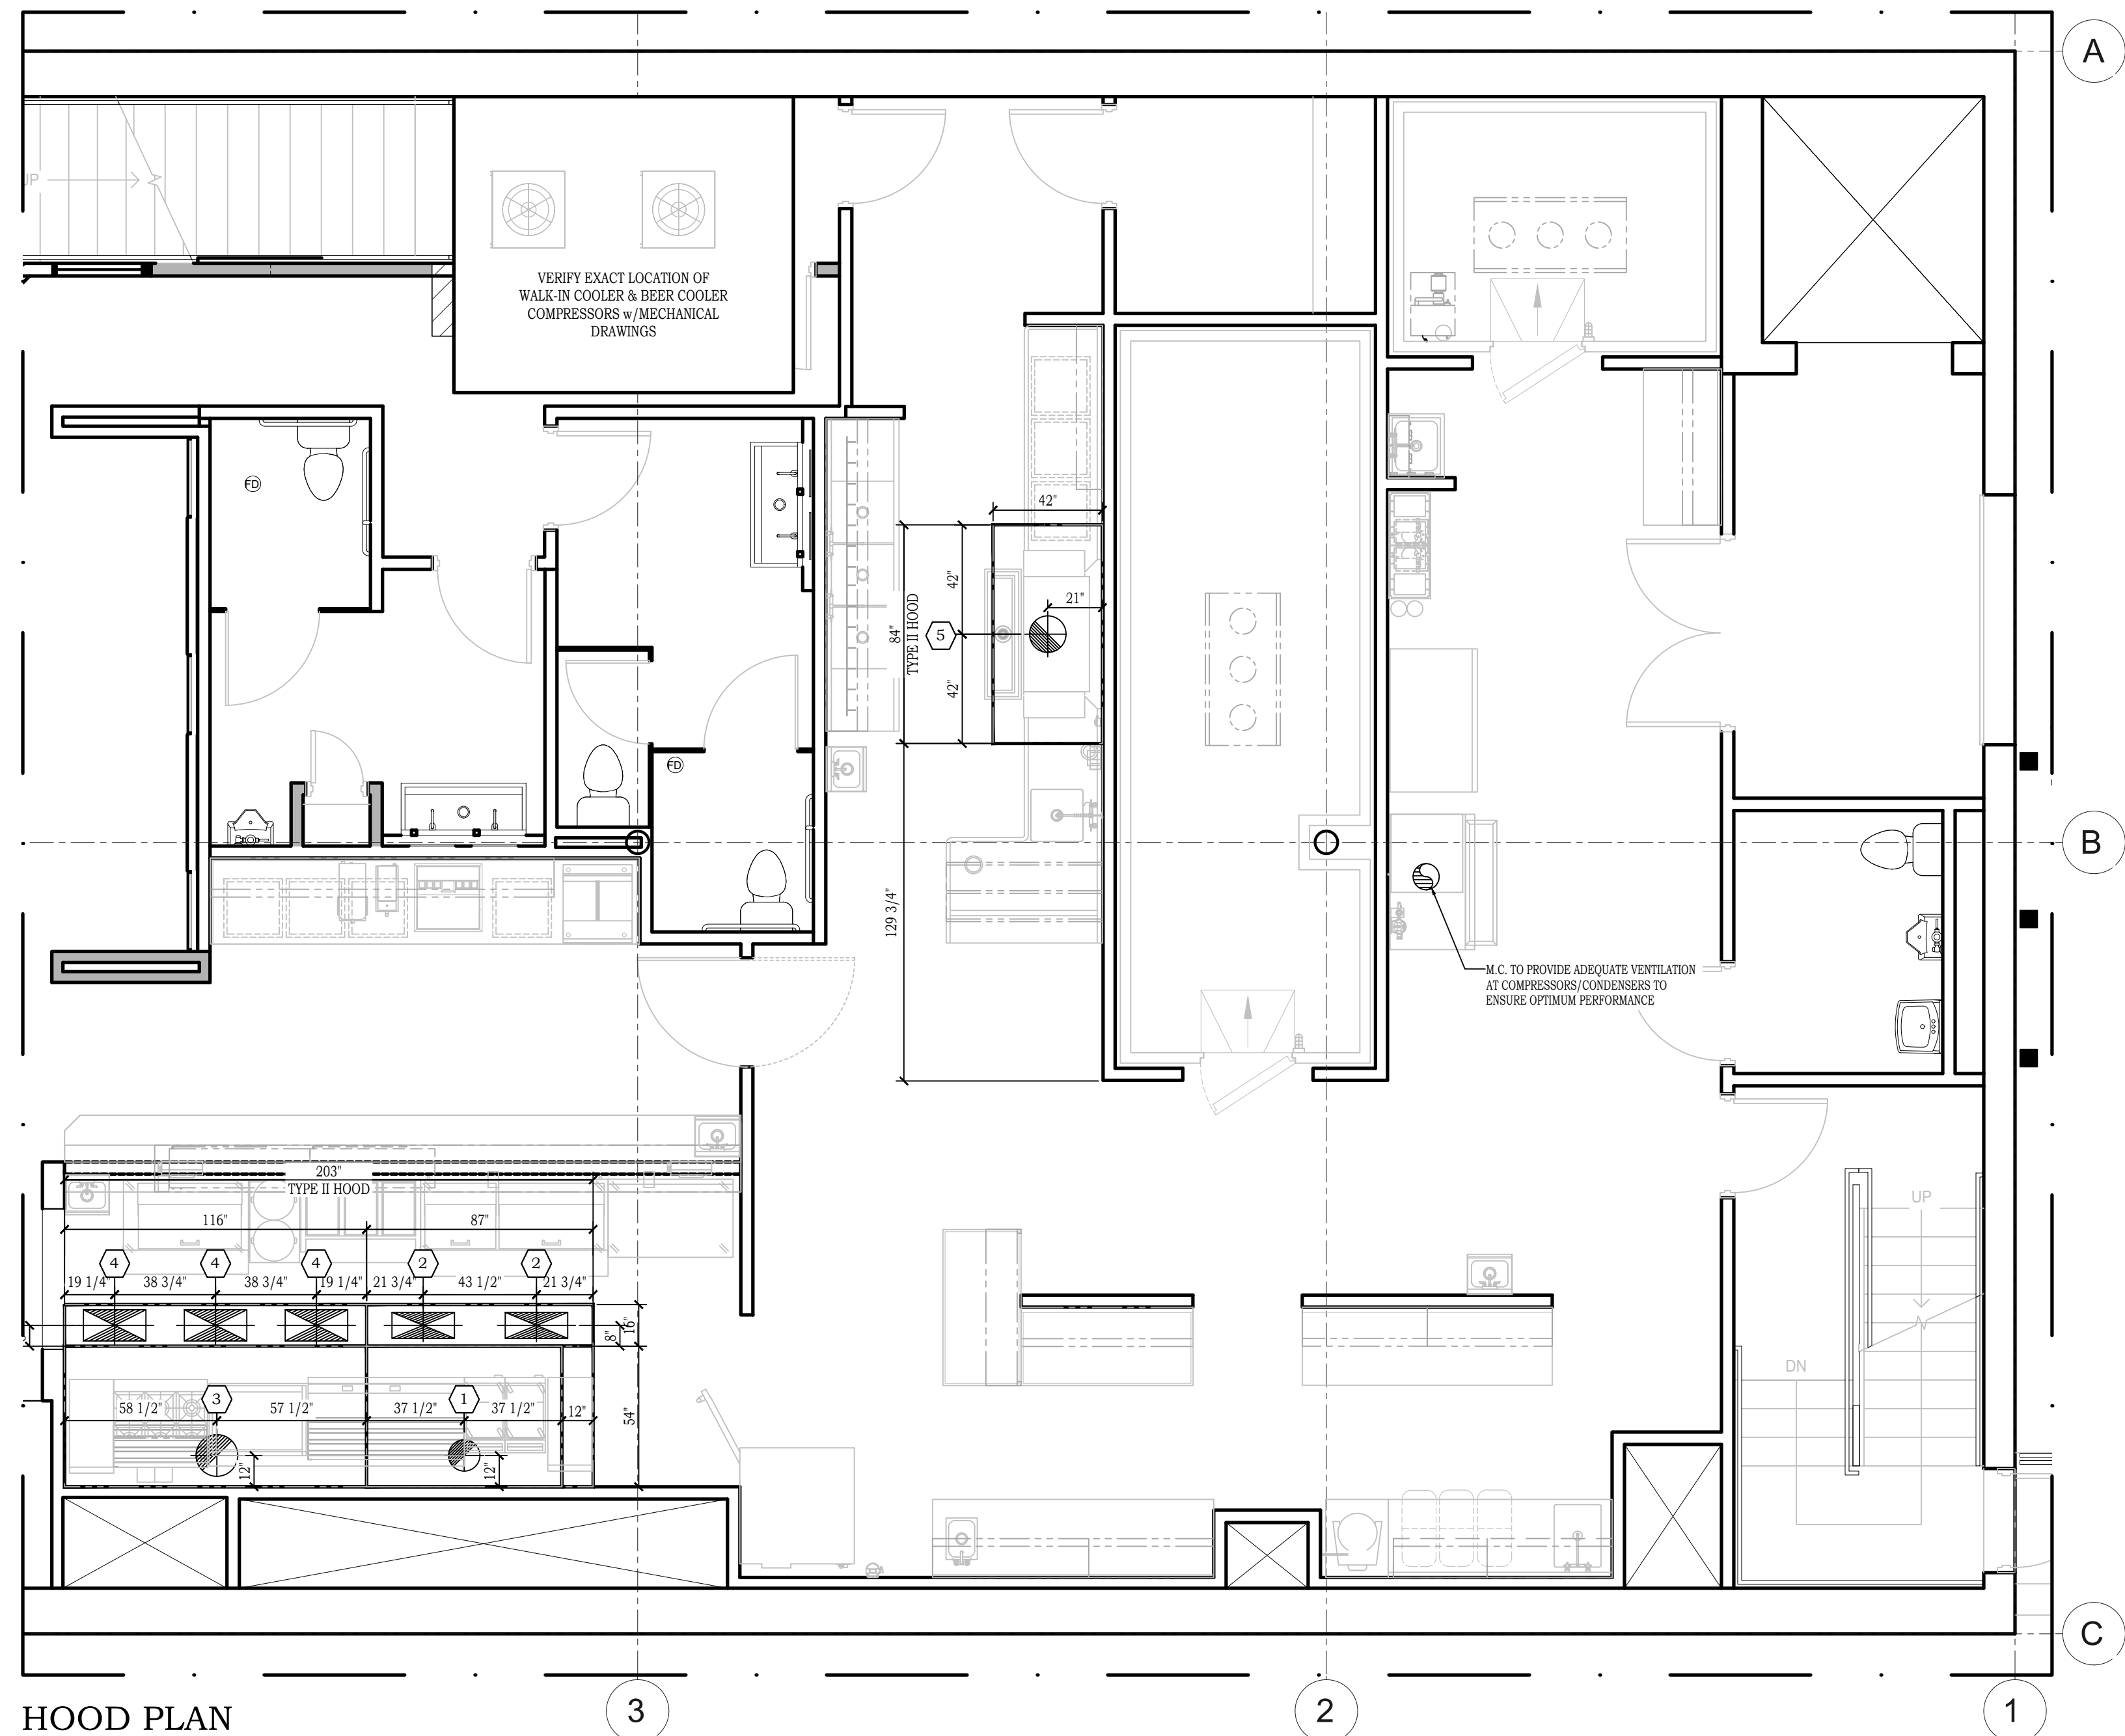 A
UP
VERIFY EXACT LOCATION OF
WALK-IN COOLER & BEER COOLER
COMPRESSORS w/MECHANICAL
DRAWINGS
FD
42"
42"
21"
84"
TYPE II HOOD
5
42"
FD
B
129 3/4"
M.C. TO PROVIDE ADEQUATE VENTILATION
AT COMPRESSORS/CONDENSERS TO
ENSURE OPTIMUM PERFORMANCE
203"
TYPE II HOOD
UP
116"
87"
4
4
4
2
2
19 1/4"
38 3/4"
38 3/4"
19 1/4"
21 3/4"
43 1/2"
21 3/4"
8"
16"
DN
3
1
58 1/2"
57 1/2"
37 1/2"
37 1/2"
12"
54"
12"
12"
C
3
2
1
HOOD PLAN